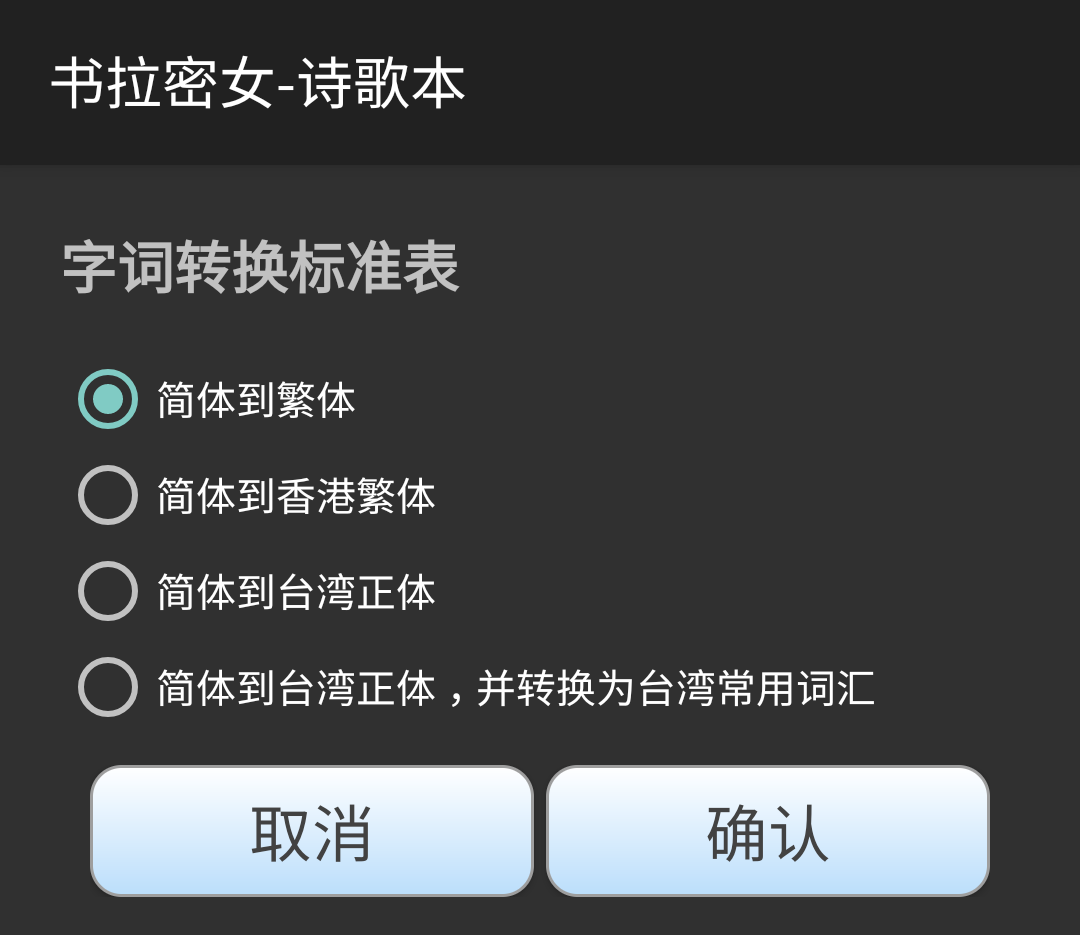 书拉密女-诗歌本
字词转换标准表
简体到繁体
简体到香港繁体
简体到台湾正体
简体到台湾正体，并转换为台湾常用词汇
取消
确认